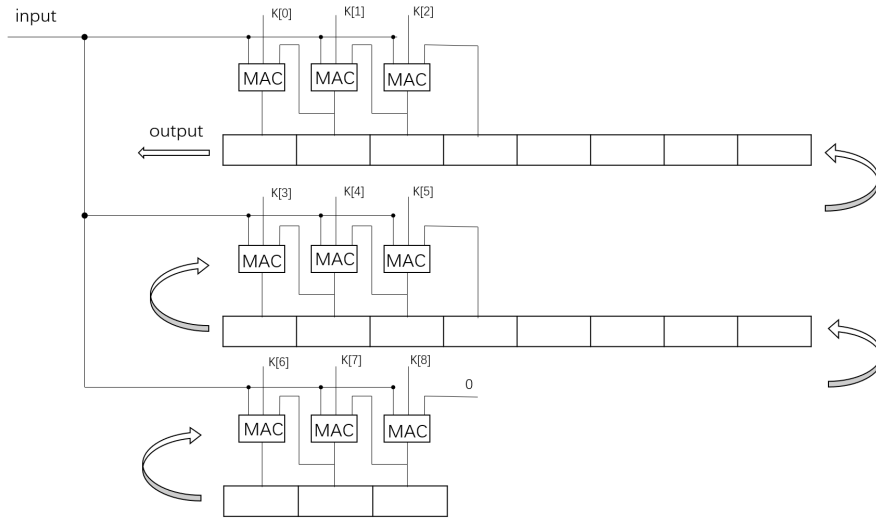 input
K[0] K[1] K[2]
MAC MAC MAC
output
K[3] K[4] K[5]
MAC MAC MAC
K[6] K[7] K[8]
0
MAC MAC MAC